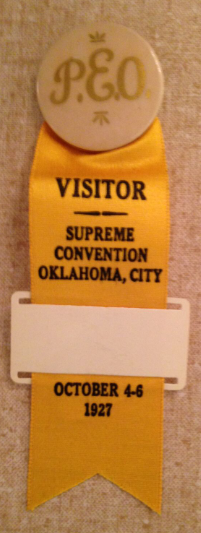 P.E.O.
VISITOR
SUPREME
CONVENTION
OKLAHOMA, CITY
OCTOBER 4-6
1927